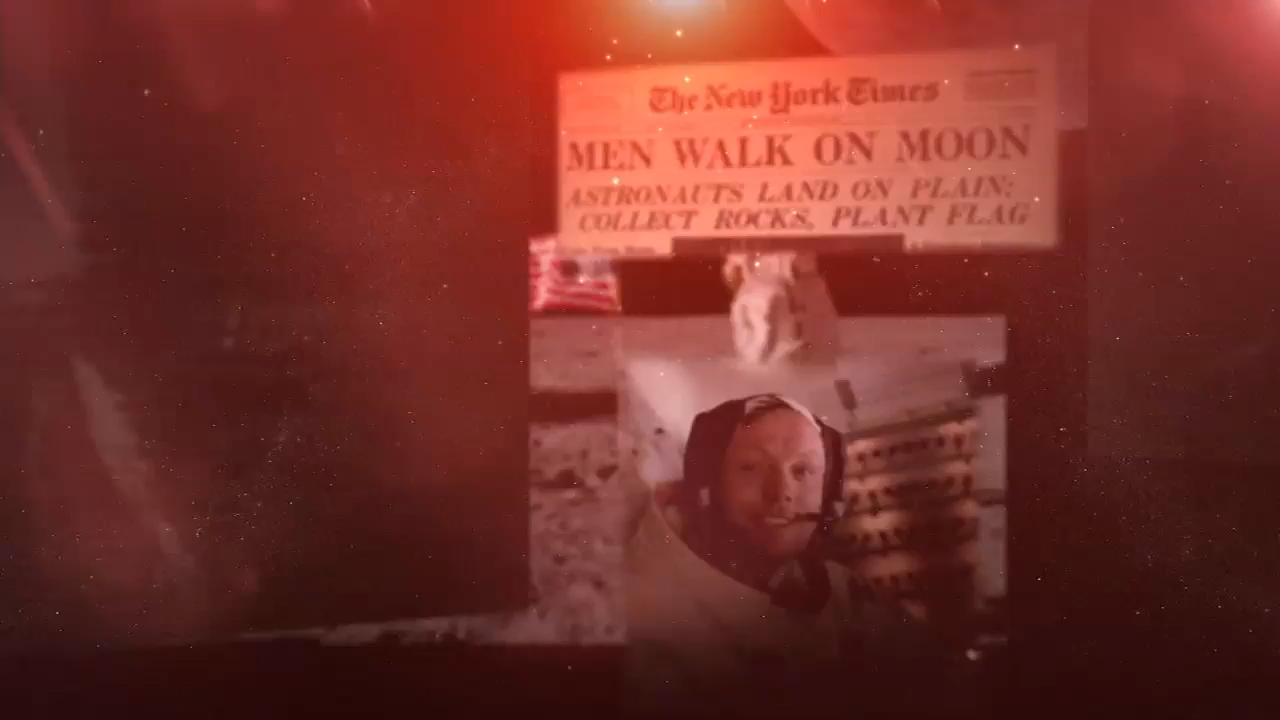 The New York Times
MEN WALK ON MOON
ASTRONAUTS LAND ON PLAIN;
COLLECT ROCKS, PLANT FLAG